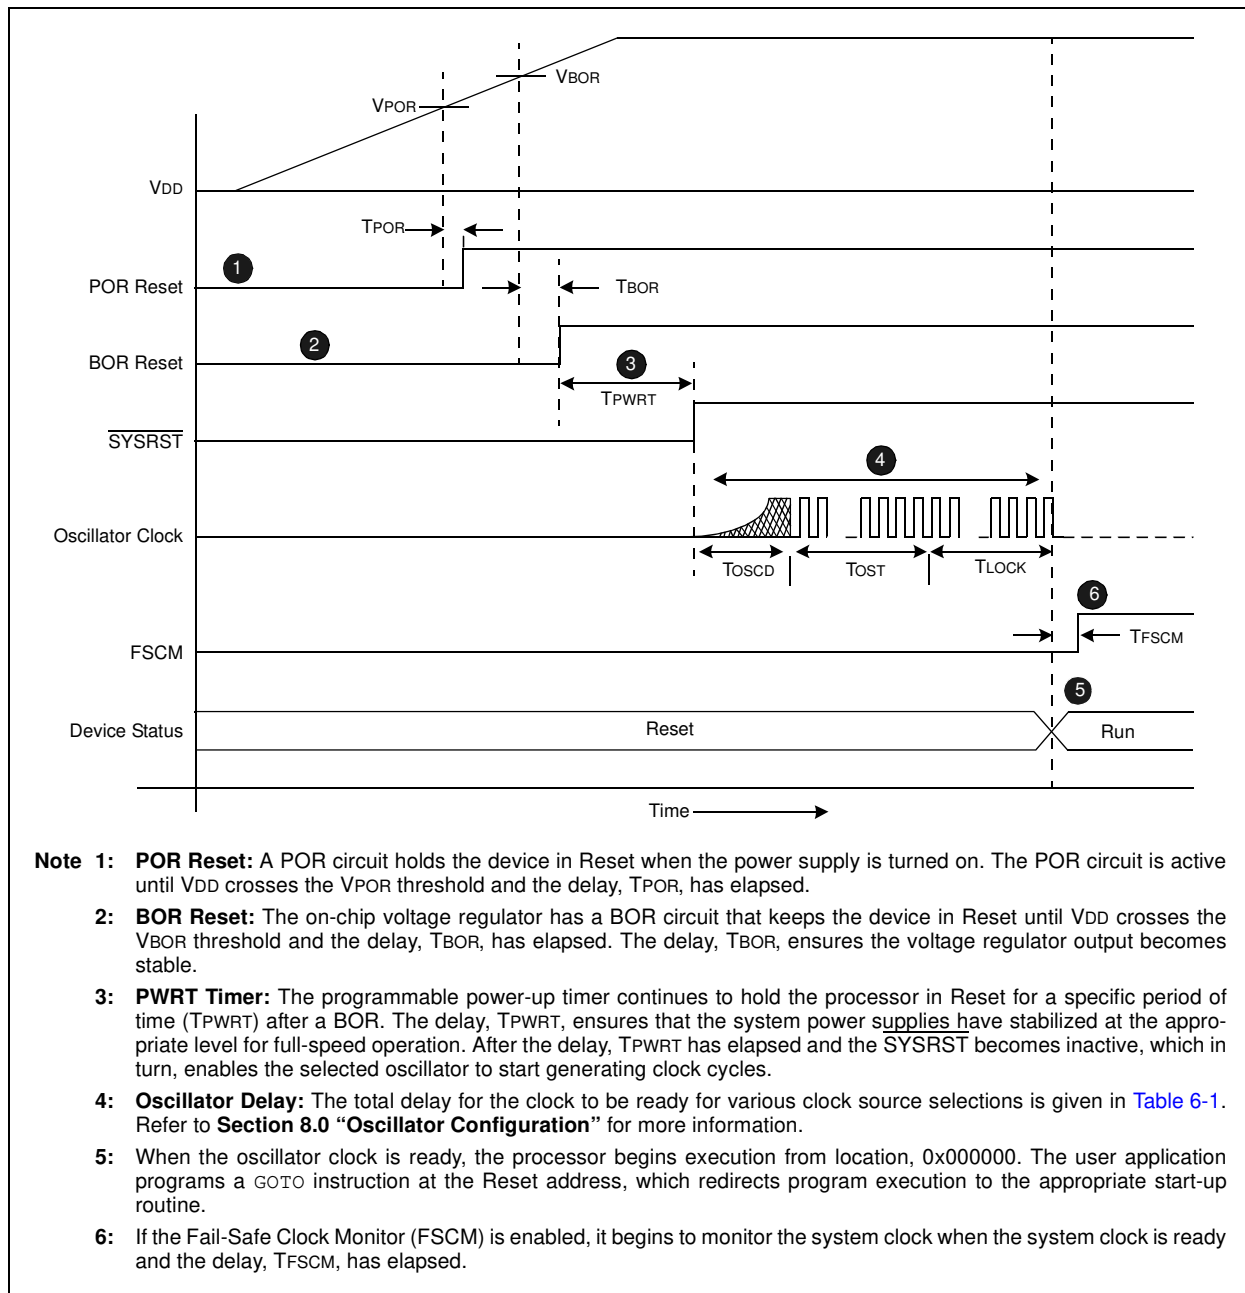 VBOR
VPOR
VDD
TPOR
1
POR Reset
TBOR
2
BOR Reset
3
TPWRT
SYSRST
4
Oscillator Clock
TOSCD
TOST
TLOCK
6
FSCM
TFSCM
5
Device Status
Reset
Run
Time
Note 1: POR Reset: A POR circuit holds the device in Reset when the power supply is turned on. The POR circuit is active
until VDD crosses the VPOR threshold and the delay, TPOR, has elapsed.
2: BOR Reset: The on-chip voltage regulator has a BOR circuit that keeps the device in Reset until VDD crosses the
VBOR threshold and the delay, TBOR, has elapsed. The delay, TBOR, ensures the voltage regulator output becomes
stable.
3: PWRT Timer: The programmable power-up timer continues to hold the processor in Reset for a specific period of
time (TPWRT) after a BOR. The delay, TPWRT, ensures that the system power supplies have stabilized at the appro-
priate level for full-speed operation. After the delay, TPWRT has elapsed and the SYSRST becomes inactive, which in
turn, enables the selected oscillator to start generating clock cycles.
4: Oscillator Delay: The total delay for the clock to be ready for various clock source selections is given in Table 6-1.
Refer to Section 8.0 “Oscillator Configuration” for more information.
5: When the oscillator clock is ready, the processor begins execution from location, 0x000000. The user application
programs a GOTO instruction at the Reset address, which redirects program execution to the appropriate start-up
routine.
6: If the Fail-Safe Clock Monitor (FSCM) is enabled, it begins to monitor the system clock when the system clock is ready
and the delay, TFSCM, has elapsed.